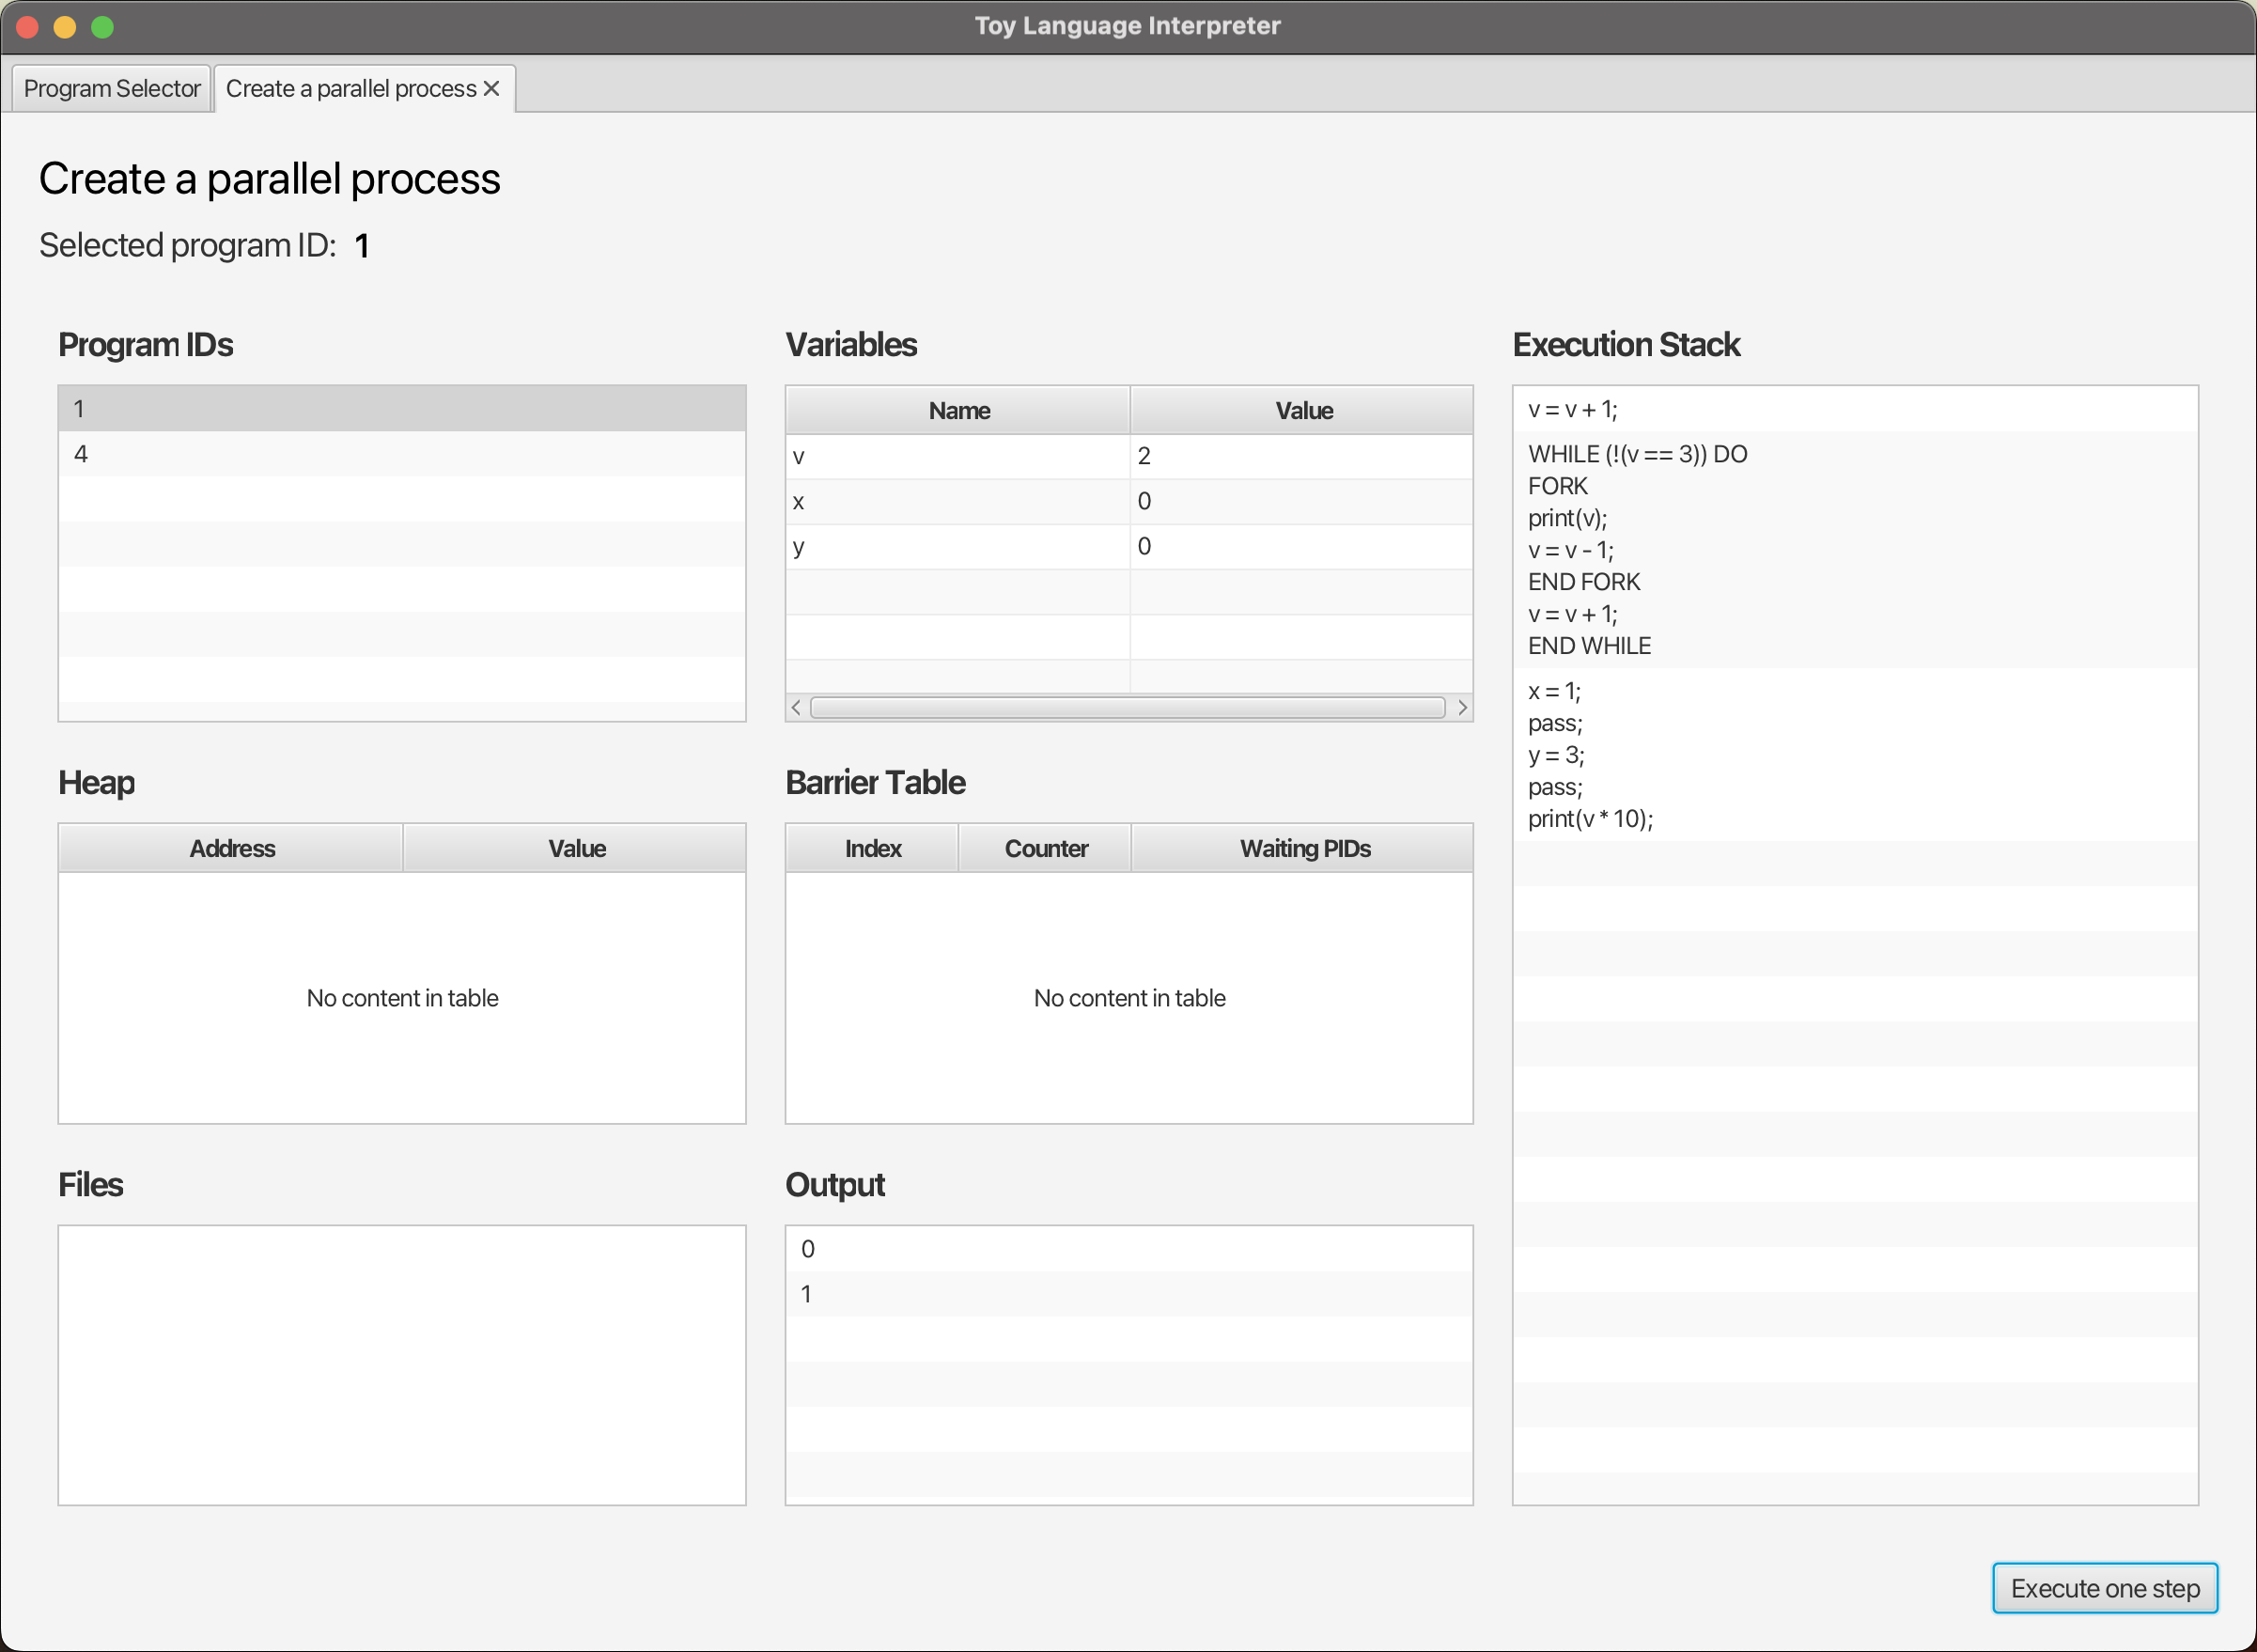 Toy Language Interpreter
Program Selector
Create a parallel process
Create a parallel process
Selected program ID: 1
Program IDs
1
4
Variables
Name Value
v 2
x 0
y 0
Execution Stack
v = v + 1;
WHILE (!(v == 3)) DO
FORK
print(v);
v = v - 1;
END FORK
v = v + 1;
END WHILE
x = 1;
pass;
y = 3;
pass;
print(v * 10);
Heap
Address Value
No content in table
Barrier Table
Index Counter Waiting PIDs
No content in table
Files
Output
0
1
Execute one step